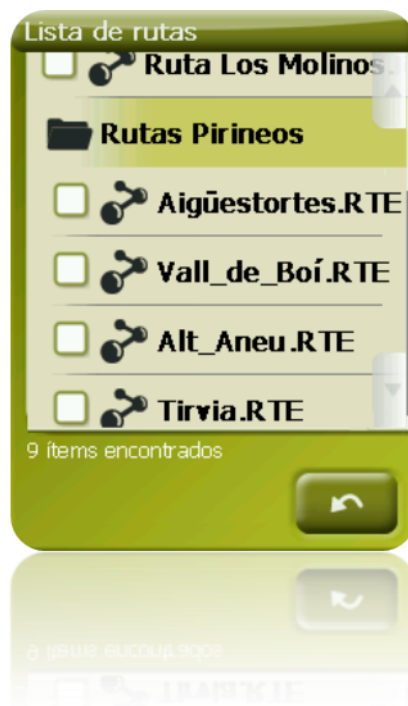 Lista de rutas
Ruta Los Molinos
Rutas Pirineos
Aigüestortes.RTE
Vall_de_Boí.RTE
Alt_Aneu.RTE
Tirvia.RTE
9 ítems encontrados